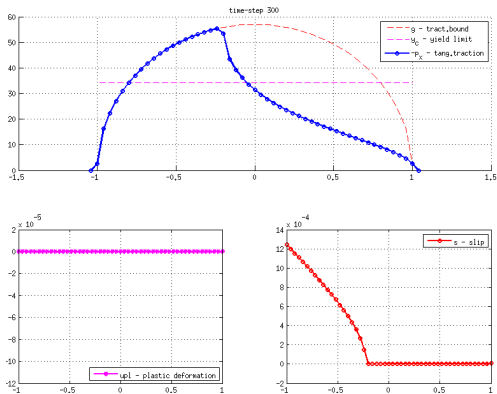 time-step 300
60
50
40
30
20
10
0
g - tract.bound
y_c - yield limit
-p_x - tang.traction
-1,5 -1 -0,5 0 0,5 1 1,5
x 10^-5
2
0
-2
-4
-6
-8
-10
-12
upl - plastic deformation
-1 -0,5 0 0,5 1
x 10^-4
14
12
10
8
6
4
2
0
-2
s - slip
-1 -0,5 0 0,5 1